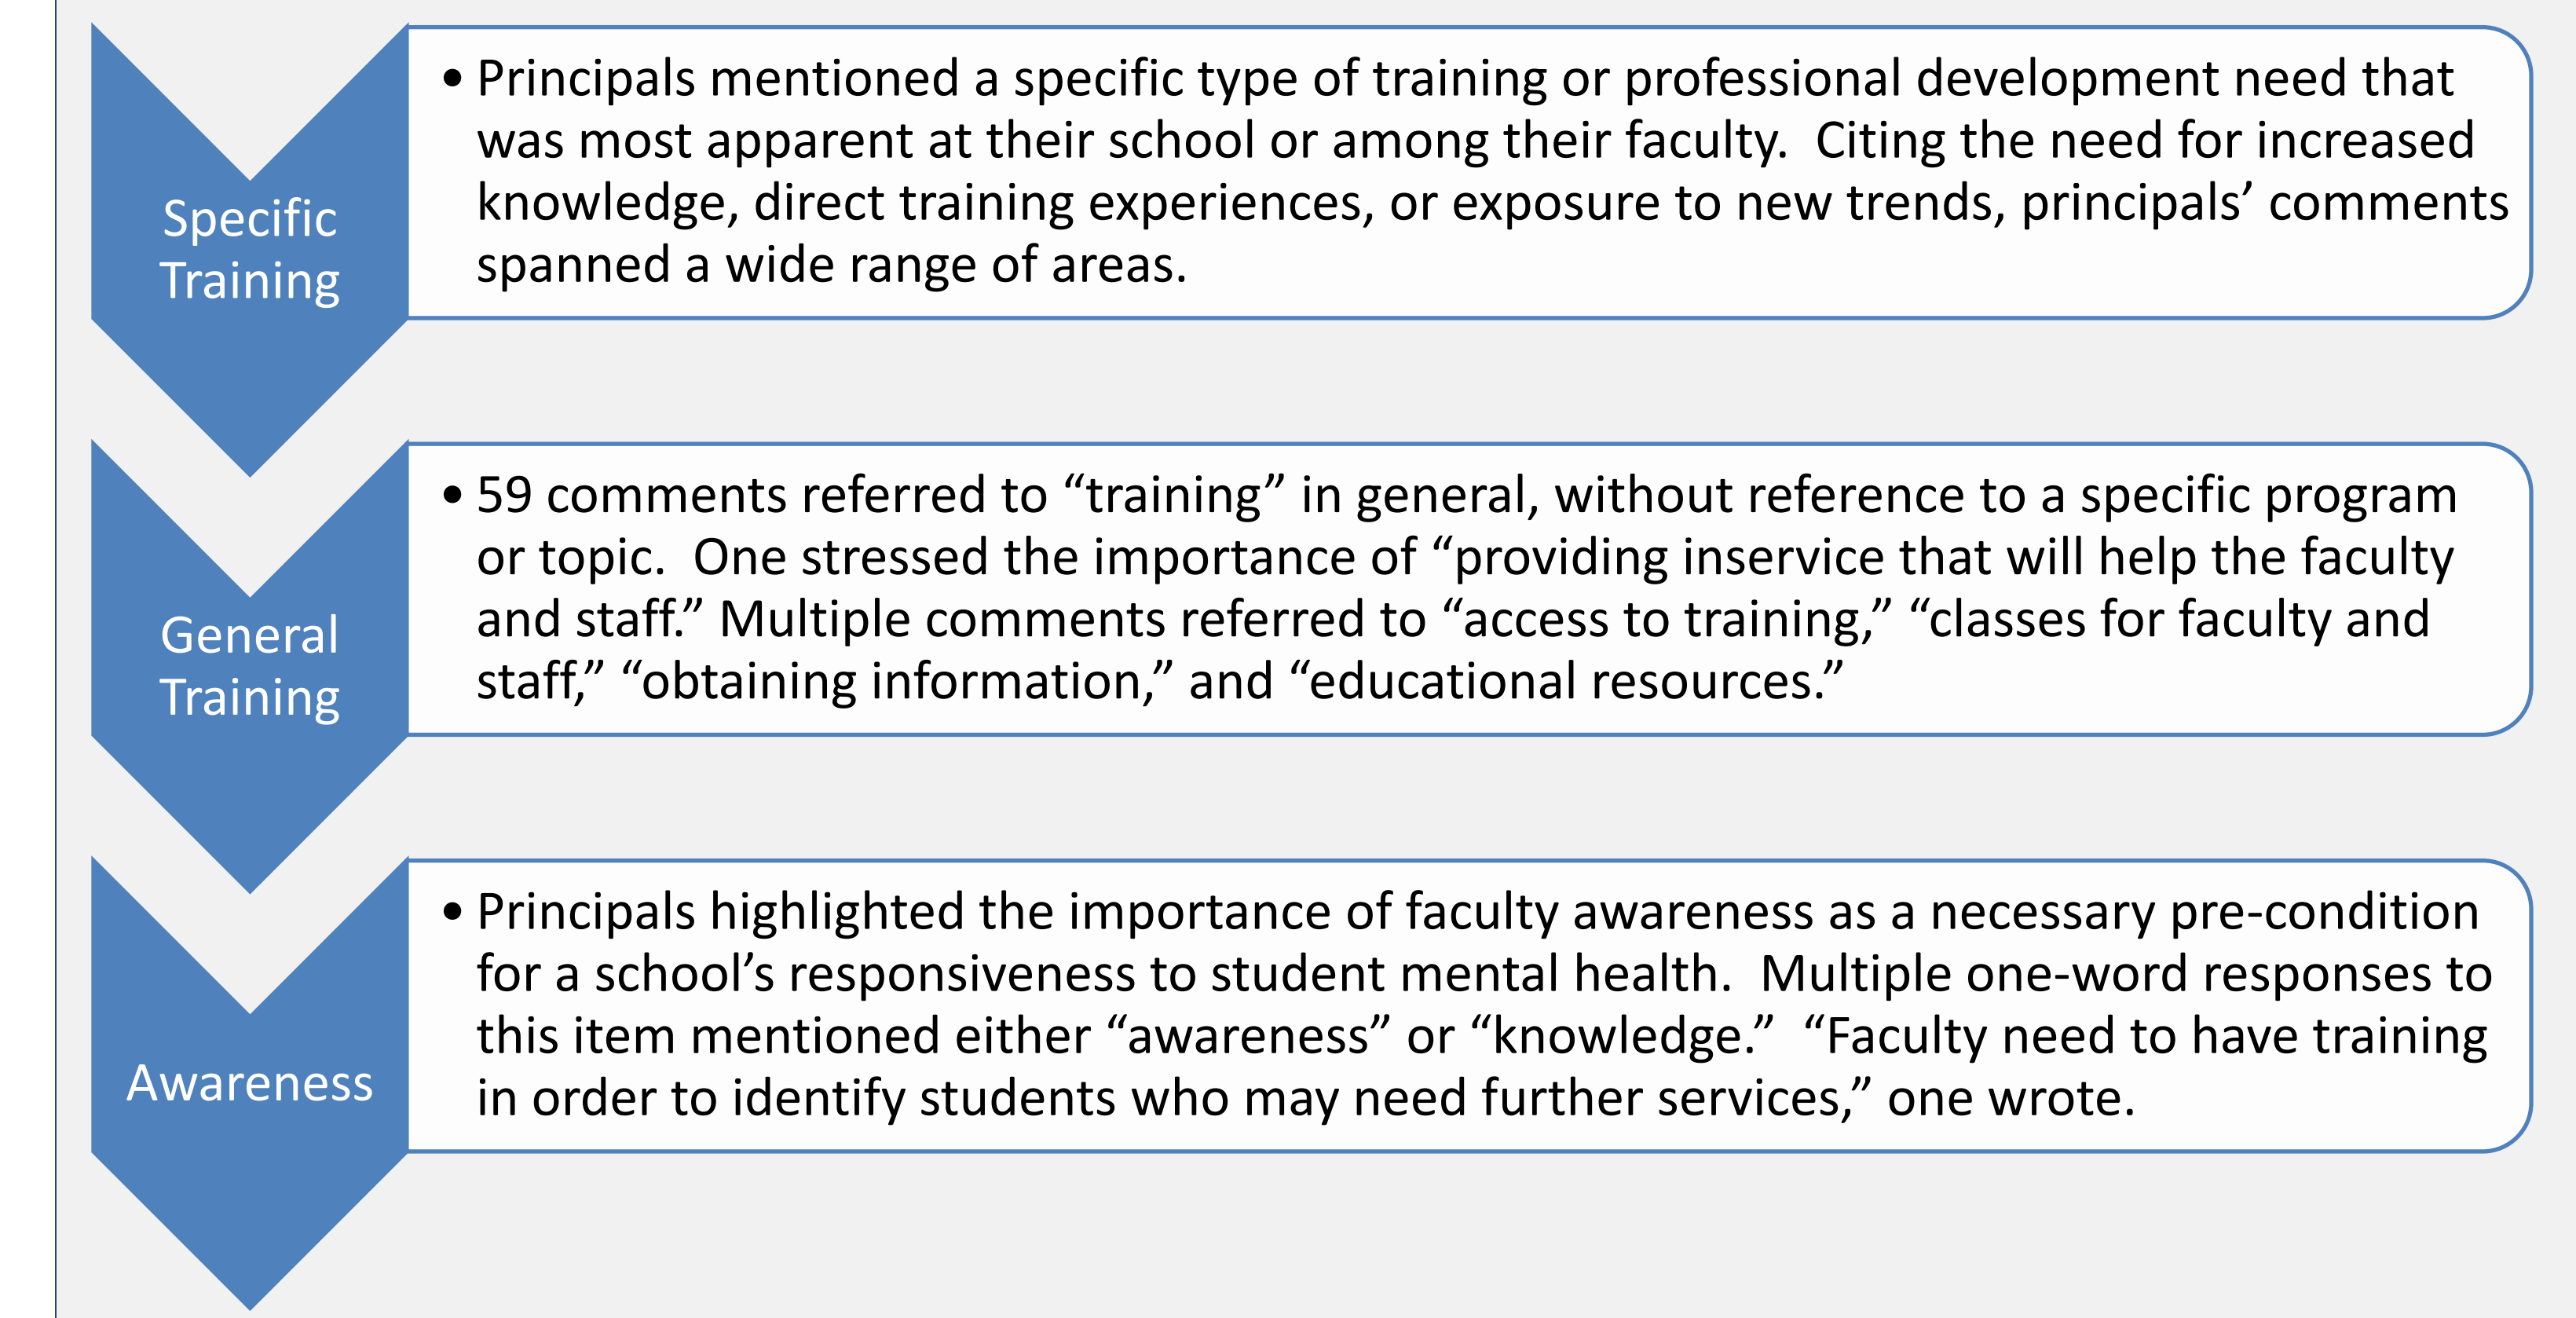 Specific
Training
• Principals mentioned a specific type of training or professional development need that
was most apparent at their school or among their faculty.  Citing the need for increased
knowledge, direct training experiences, or exposure to new trends, principals’ comments
spanned a wide range of areas.
General
Training
• 59 comments referred to “training” in general, without reference to a specific program
or topic.  One stressed the importance of “providing inservice that will help the faculty
and staff.” Multiple comments referred to “access to training,” “classes for faculty and
staff,” “obtaining information,” and “educational resources.”
Awareness
• Principals highlighted the importance of faculty awareness as a necessary pre-condition
for a school’s responsiveness to student mental health.  Multiple one-word responses to
this item mentioned either “awareness” or “knowledge.”  “Faculty need to have training
in order to identify students who may need further services,” one wrote.